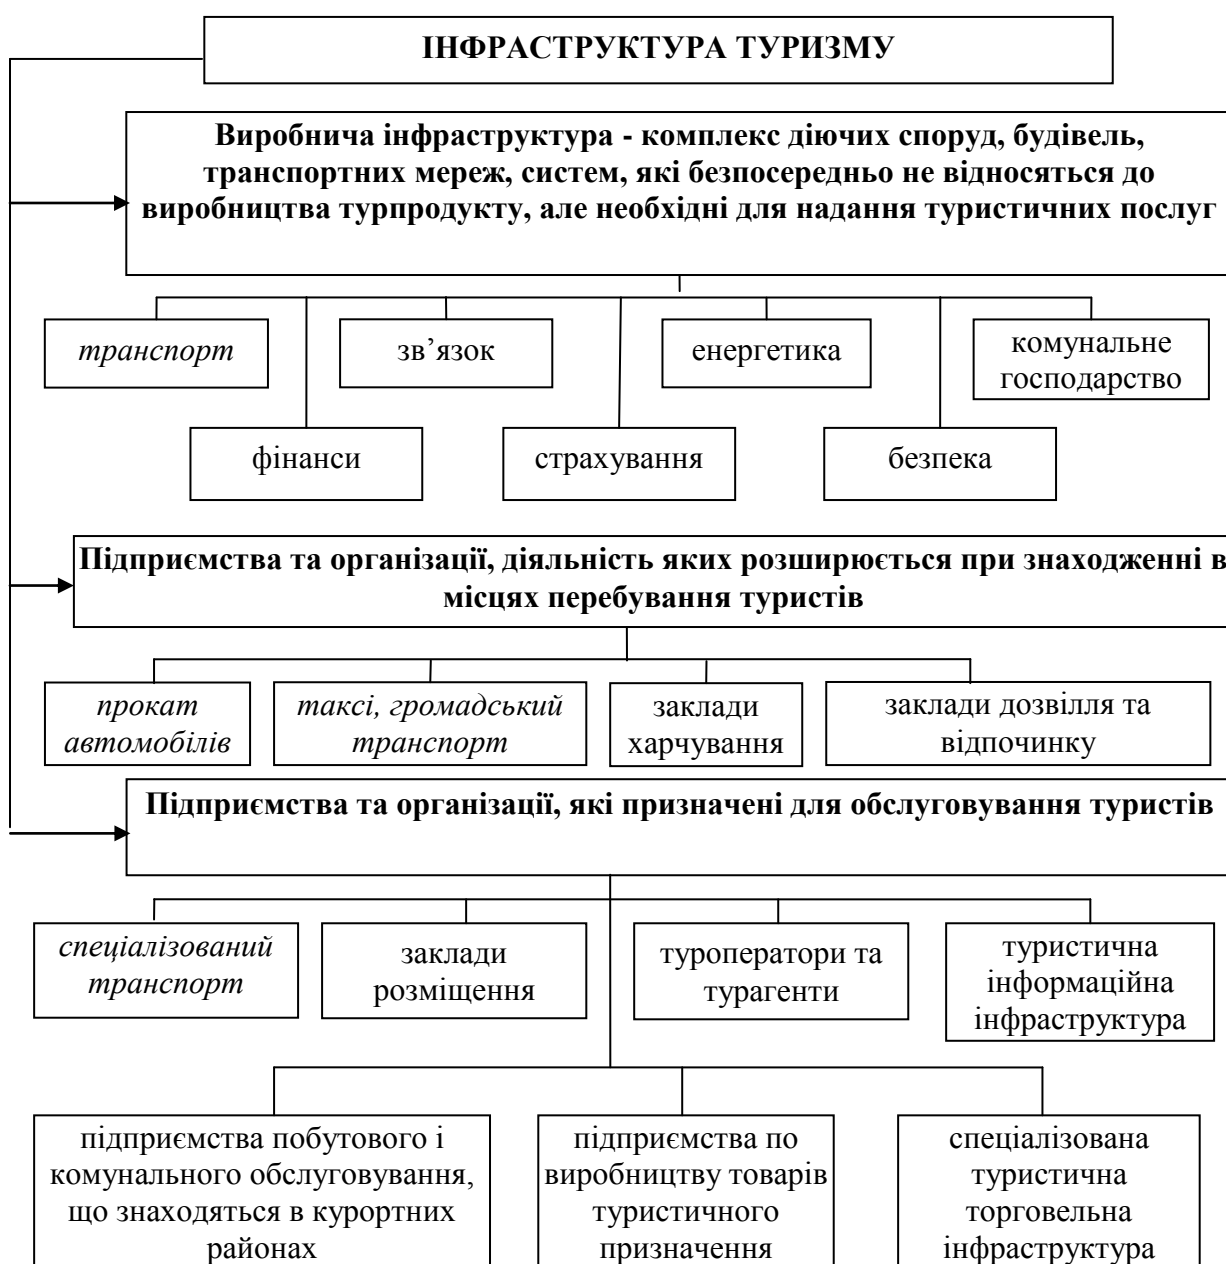 ІНФРАСТРУКТУРА ТУРИЗМУ
Виробнича інфраструктура - комплекс діючих споруд, будівель,
транспортних мереж, систем, які безпосередньо не відносяться до
виробництва турпродукту, але необхідні для надання туристичних послуг
транспорт
зв’язок
енергетика
комунальне
господарство
фінанси
страхування
безпека
Підприємства та організації, діяльність яких розширюється при знаходженні в
місцях перебування туристів
прокат
автомобілів
таксі, громадський
транспорт
заклади
харчування
заклади дозвілля та
відпочинку
Підприємства та організації, які призначені для обслуговування туристів
спеціалізований
транспорт
заклади
розміщення
туроператори та
турагенти
туристична
інформаційна
інфраструктура
підприємства побутового і
комунального обслуговування,
що знаходяться в курортних
районах
підприємства по
виробництву товарів
туристичного
призначення
спеціалізована
туристична
торговельна
інфраструктура